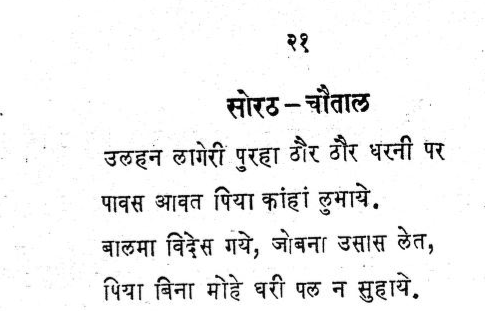 २१
सोरठ – चौताल
उलहन लागेरी पुरहा ठौर ठौर धरनी पर
पावस आवत पिया कांहां लुभाये.
बालमा विदेस गये, जोबना उसास लेत,
पिया बिना मोहे घरी पल न सुहाये.